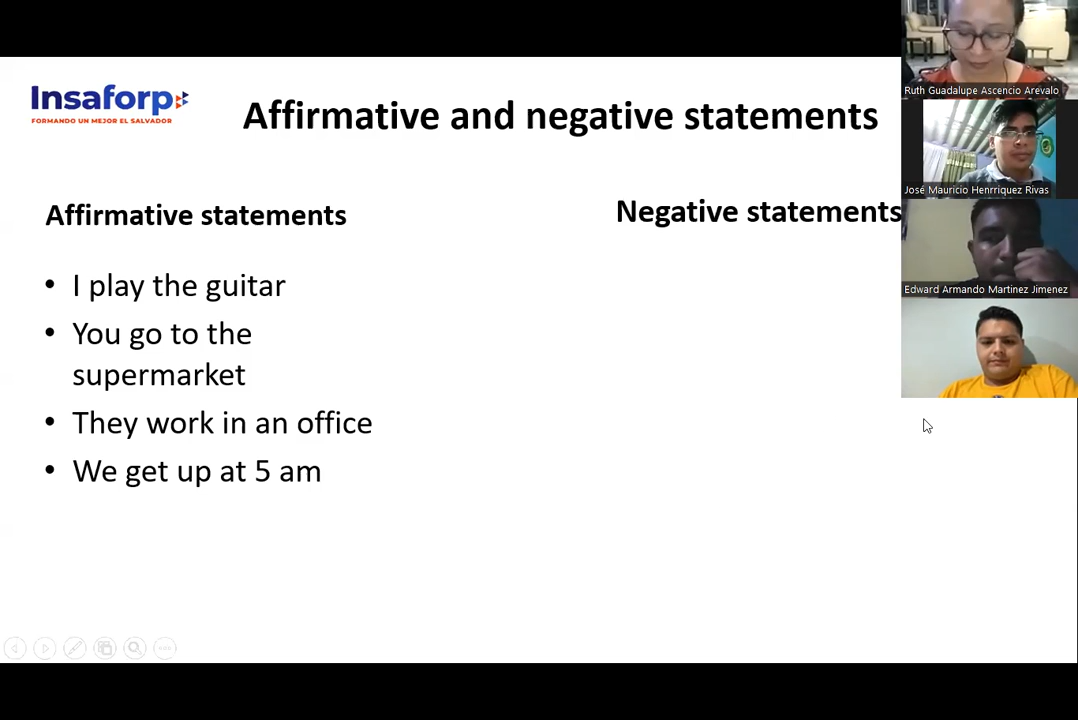 Insaforp
FORMANDO UN MEJOR EL SALVADOR
Affirmative and negative statements
Affirmative statements
• I play the guitar
• You go to the
supermarket
• They work in an office
• We get up at 5 am
Negative statements
Ruth Guadalupe Ascencio Arevalo
José Mauricio Henrriquez Rivas
Edward Armando Martinez Jimenez